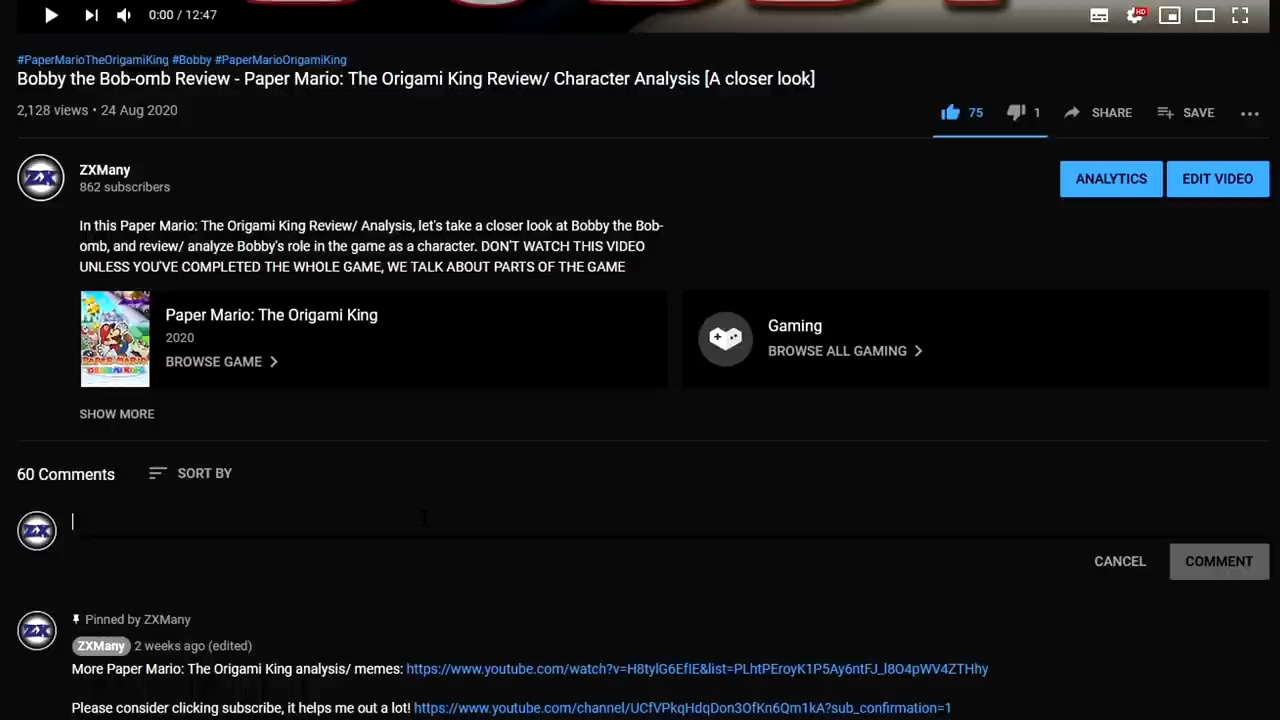 0:00 / 12:47
HD
#PaperMarioTheOrigamiKing #Bobby #PaperMarioOrigamiKing
Bobby the Bob-omb Review - Paper Mario: The Origami King Review/ Character Analysis [A closer look]
2,128 views • 24 Aug 2020
75 1 SHARE SAVE
ZX
ZXMany
862 subscribers
ANALYTICS EDIT VIDEO
In this Paper Mario: The Origami King Review/ Analysis, let's take a closer look at Bobby the Bob-
omb, and review/ analyze Bobby's role in the game as a character. DON'T WATCH THIS VIDEO
UNLESS YOU'VE COMPLETED THE WHOLE GAME, WE TALK ABOUT PARTS OF THE GAME
PAPER MARIO
Paper Mario: The Origami King
2020
BROWSE GAME
Gaming
BROWSE ALL GAMING
SHOW MORE
60 Comments SORT BY
ZX
CANCEL COMMENT
ZX
Pinned by ZXMany
ZXMany 2 weeks ago (edited)
More Paper Mario: The Origami King analysis/ memes: https://www.youtube.com/watch?v=H8tylG6EfIE&list=PLhtPEroyK1P5Ay6ntFJ_l8O4pWV4ZTHhy
Please consider clicking subscribe, it helps me out a lot! https://www.youtube.com/channel/UCfVPkqHdqDon3OfKn6Qm1kA?sub_confirmation=1